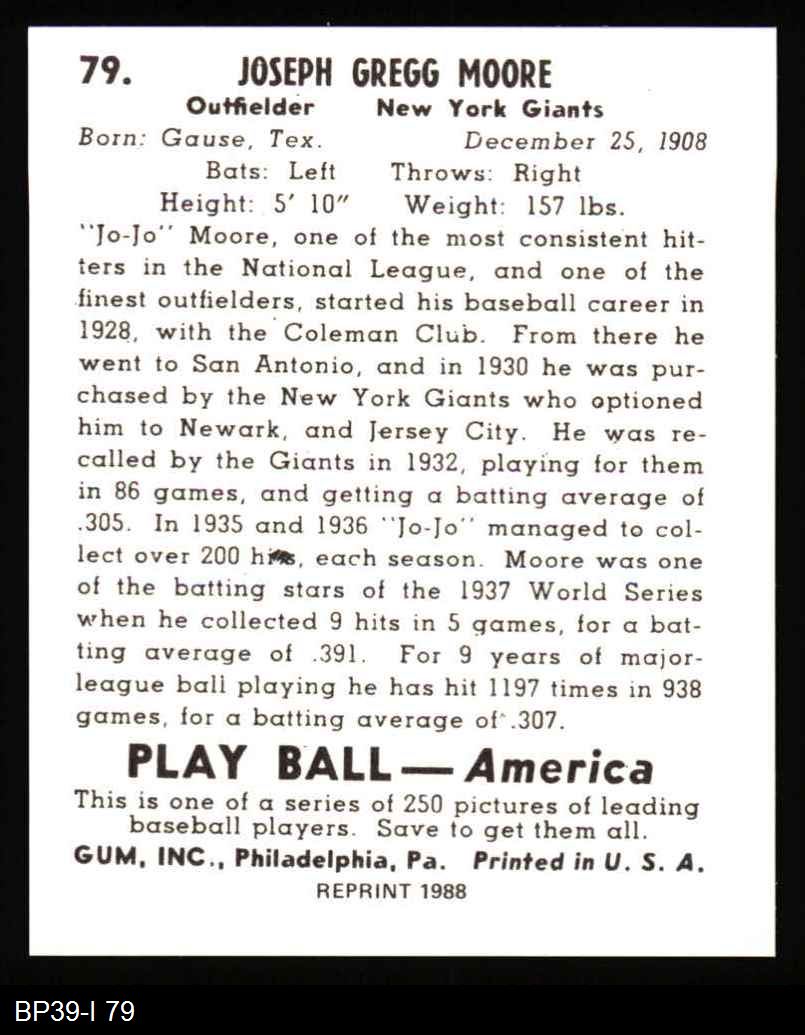 79. JOSEPH GREGG MOORE
Outfielder New York Giants
Born: Gause, Tex. December 25, 1908
Bats: Left Throws: Right
Height: 5' 10" Weight: 157 lbs.
"Jo-Jo" Moore, one of the most consistent hit-
ters in the National League, and one of the
finest outfielders, started his baseball career in
1928, with the Coleman Club. From there he
went to San Antonio, and in 1930 he was pur-
chased by the New York Giants who optioned
him to Newark, and Jersey City. He was re-
called by the Giants in 1932, playing for them
in 86 games, and getting a batting average of
.305. In 1935 and 1936 "Jo-Jo" managed to col-
lect over 200 hits, each season. Moore was one
of the batting stars of the 1937 World Series
when he collected 9 hits in 5 games, for a bat-
ting average of .391. For 9 years of major-
league ball playing he has hit 1197 times in 938
games, for a batting average of .307.
PLAY BALL — America
This is one of a series of 250 pictures of leading
baseball players. Save to get them all.
GUM, INC., Philadelphia, Pa. Printed in U. S. A.
REPRINT 1988
BP39-I 79